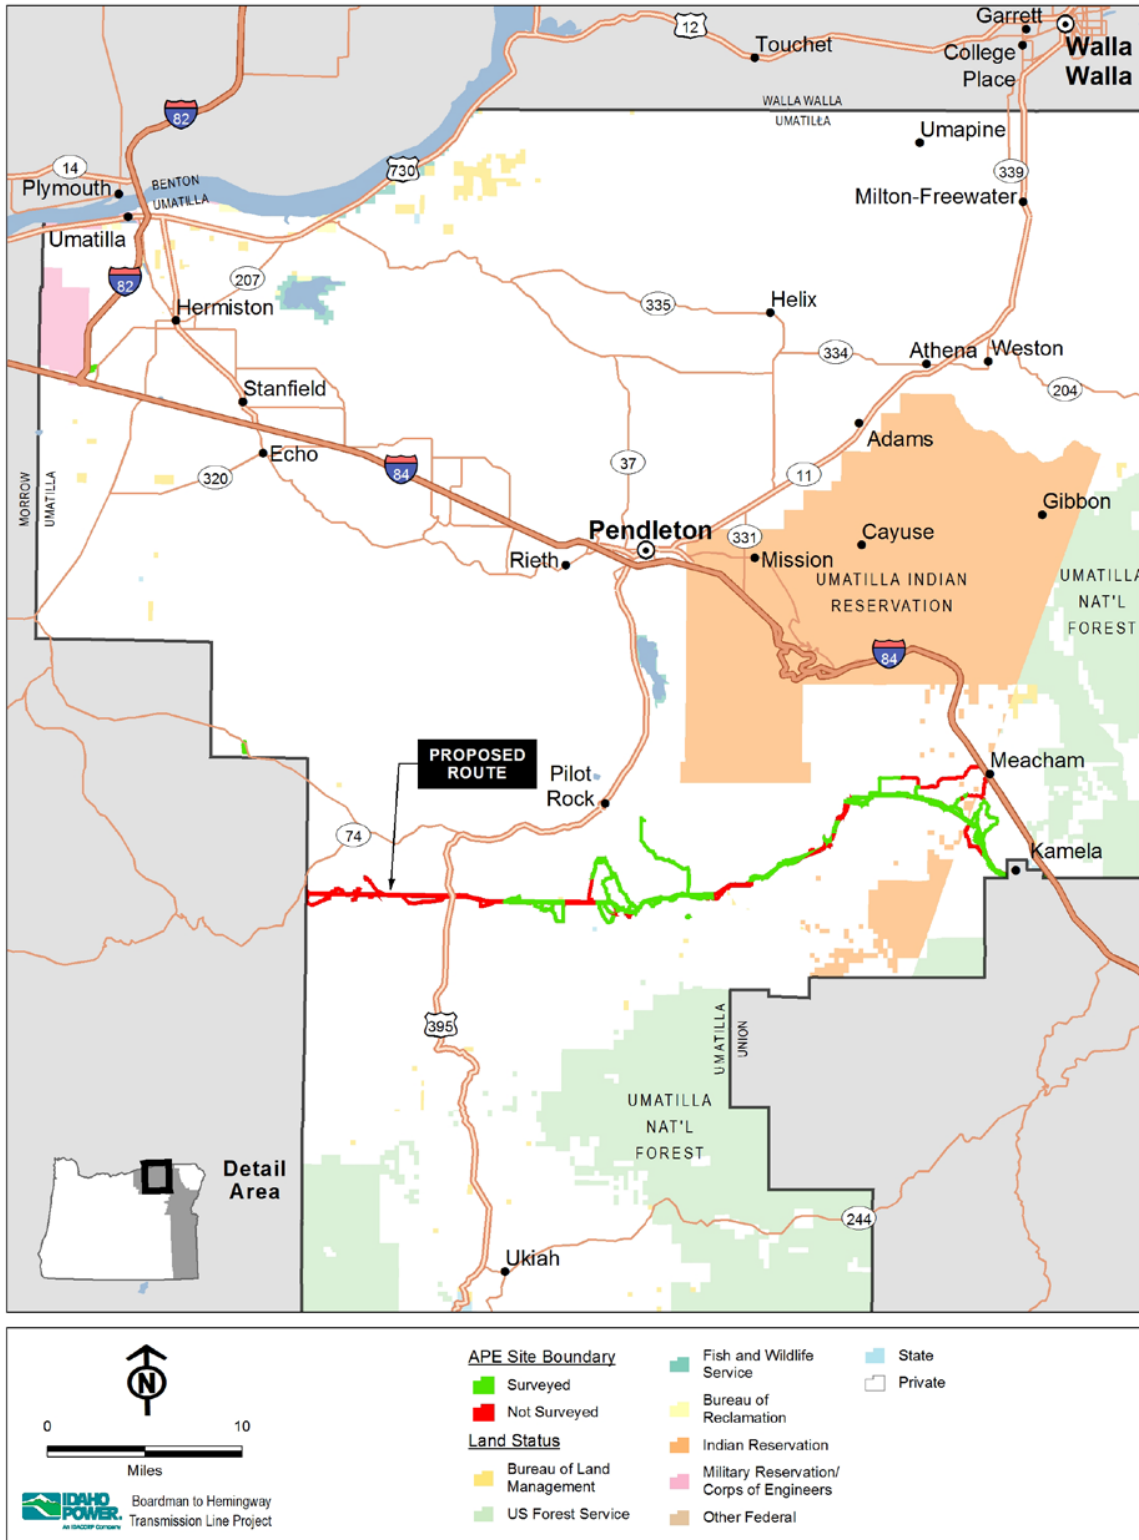 12
Garrett
Touchet
College
Place
Walla
Walla
82
WALLA WALLA
UMATILLA
Umapine
14
730
339
BENTON
UMATILLA
Plymouth
Milton-Freewater
Umatilla
82
207
Hermiston
335
Helix
334
Athena
Weston
204
Stanfield
Adams
Echo
84
37
320
11
Gibbon
MORROW
UMATILLA
Pendleton
331
Cayuse
Rieth
Mission
UMATILLA INDIAN
RESERVATION
UMATILLA
NAT'L
FOREST
84
PROPOSED
ROUTE
Meacham
Pilot
Rock
74
Kamela
395
UMATILLA
UNION
UMATILLA
NAT'L
FOREST
Detail
Area
244
Ukiah
N
0
10
Miles
IDAHO
POWER.
An IDACORP Company
Boardman to Hemingway
Transmission Line Project
APE Site Boundary
Surveyed
Not Surveyed
Land Status
Bureau of Land
Management
US Forest Service
Fish and Wildlife
Service
Bureau of
Reclamation
Indian Reservation
Military Reservation/
Corps of Engineers
Other Federal
State
Private